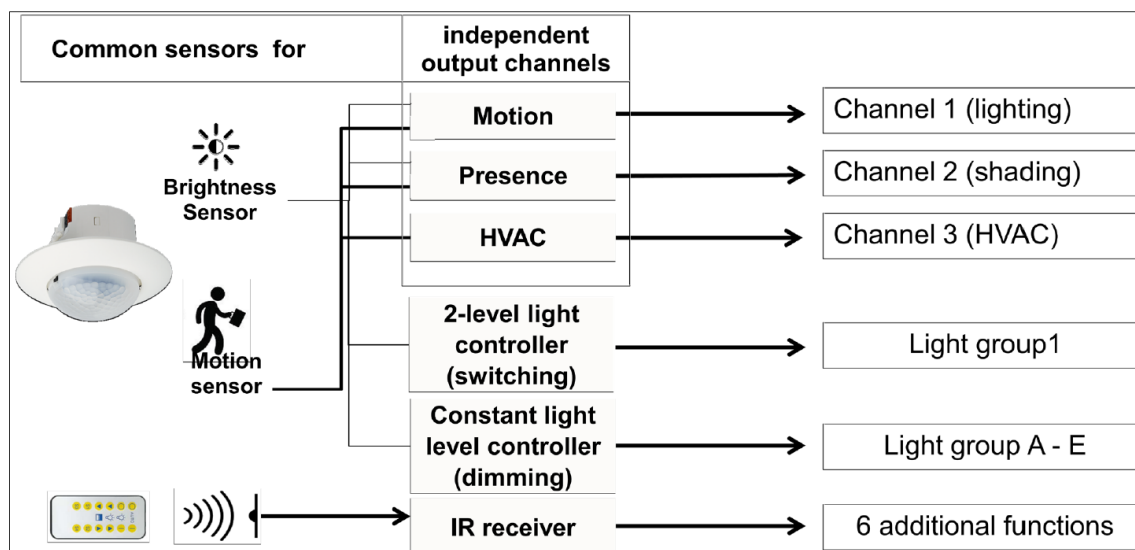 Common sensors for
independent
output channels
Motion
Channel 1 (lighting)
Brightness
Sensor
Presence
Channel 2 (shading)
HVAC
Channel 3 (HVAC)
Motion
sensor
2-level light
controller
(switching)
Light group1
Constant light
level controller
(dimming)
Light group A - E
IR receiver
6 additional functions